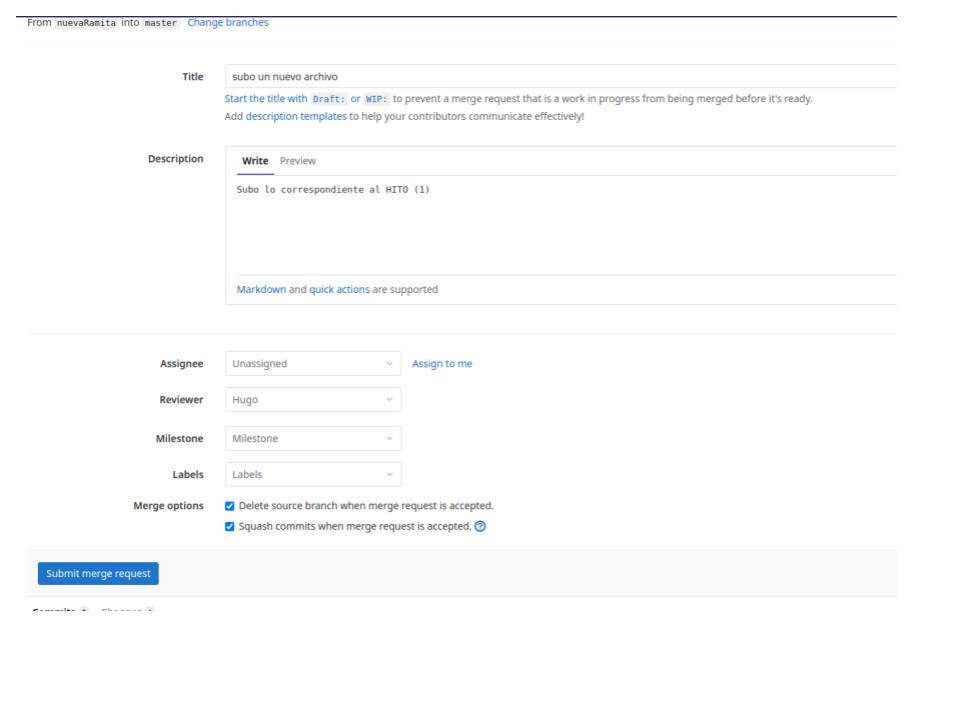 From nuevaRamita into master Change branches
Title subo un nuevo archivo
Start the title with Draft: or WIP: to prevent a merge request that is a work in progress from being merged before it's ready.
Add description templates to help your contributors communicate effectively!
Description Write Preview
Subo lo correspondiente al HITO (1)
Markdown and quick actions are supported
Assignee Unassigned Assign to me
Reviewer Hugo
Milestone Milestone
Labels Labels
Merge options Delete source branch when merge request is accepted.
Squash commits when merge request is accepted.
Submit merge request
Commits Changes